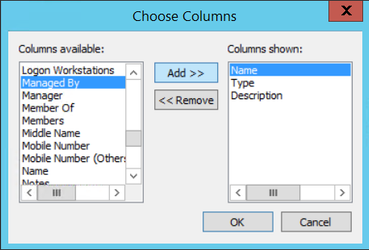 Choose Columns
x
Columns available:
Columns shown:
Logon Workstations
Managed By
Manager
Member Of
Members
Middle Name
Mobile Number
Mobile Number (Others
Name
Notes
Add >>
<< Remove
Name
Type
Description
OK
Cancel